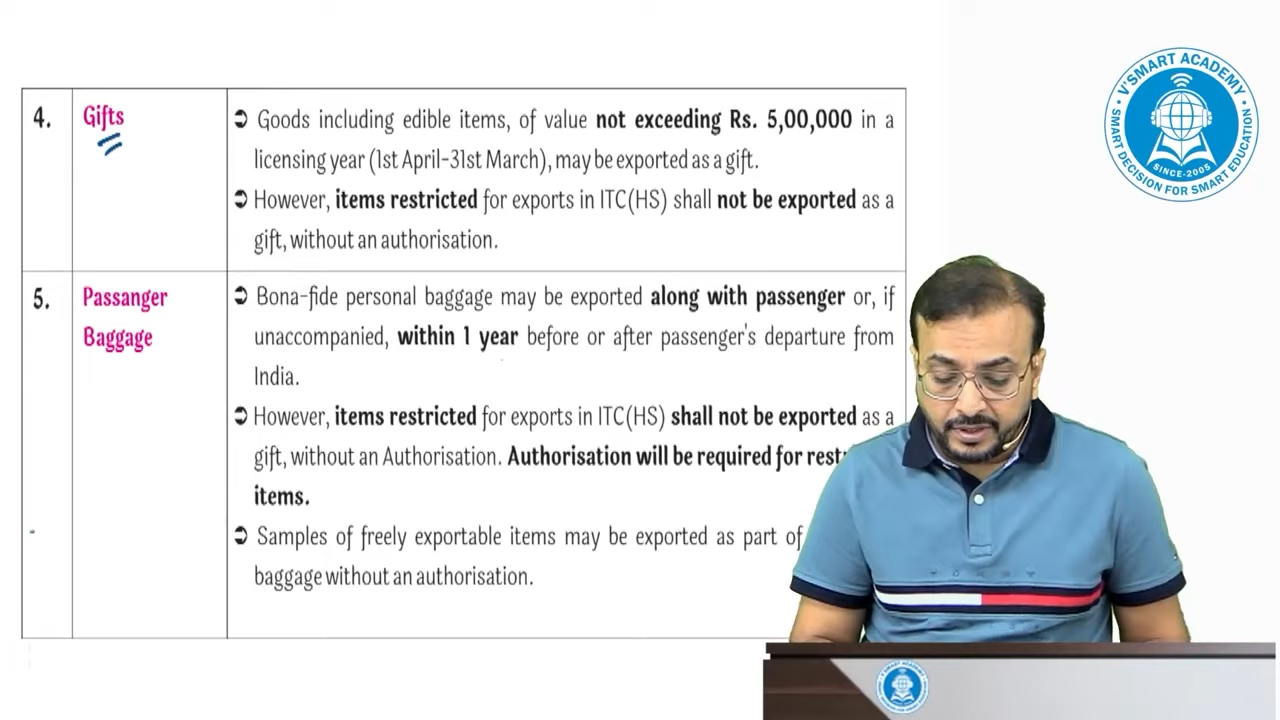 4.
Gifts
➲ Goods including edible items, of value not exceeding Rs. 5,00,000 in a
licensing year (1st April-31st March), may be exported as a gift.
➲ However, items restricted for exports in ITC(HS) shall not be exported as a
gift, without an authorisation.
5.
Passanger
Baggage
➲ Bona-fide personal baggage may be exported along with passenger or, if
unaccompanied, within 1 year before or after passenger's departure from
India.
➲ However, items restricted for exports in ITC(HS) shall not be exported as a
gift, without an Authorisation. Authorisation will be required for
items.
➲ Samples of freely exportable items may be exported as part of
baggage without an authorisation.
V'SMART ACADEMY
SINCE-2005
SMART DECISION FOR SMART EDUCATION